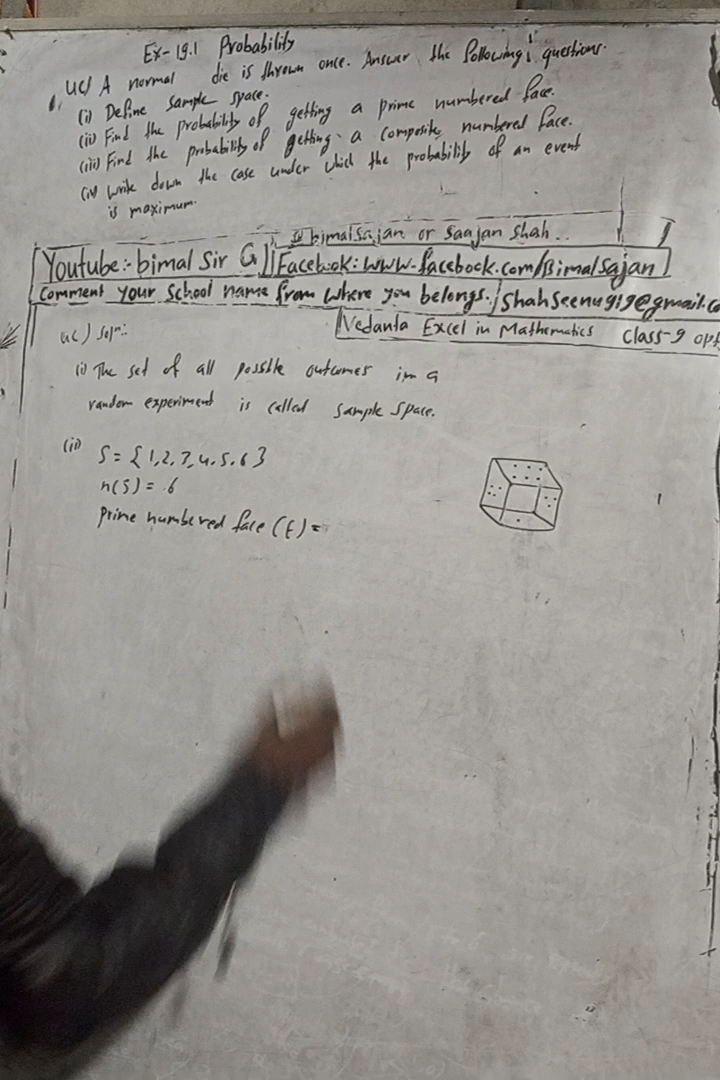 Ex-19.1 Probability
4c) A normal die is thrown once. Answer the following questions.
(i) Define sample space.
(ii) Find the probability of getting a prime numbered face.
(iii) Find the probability of getting a composite numbered face.
(iv) Write down the case under which the probability of an event
is maximum.
bimalsajan or Saajan Shah..
Youtube:- bimal Sir G Facebook: www.facebook.com/Bimalsajan
Comment your School name from where you belongs. Shahseenu919@gmail.co
Vedanta Excel in Mathematics Class-9 opt
4c) Solⁿ:
(i) The set of all possible outcomes in a
random experiment is called sample space.
(ii)
S = {1,2,3,4,5,6}
n(S) = 6
Prime numbered face (E) =